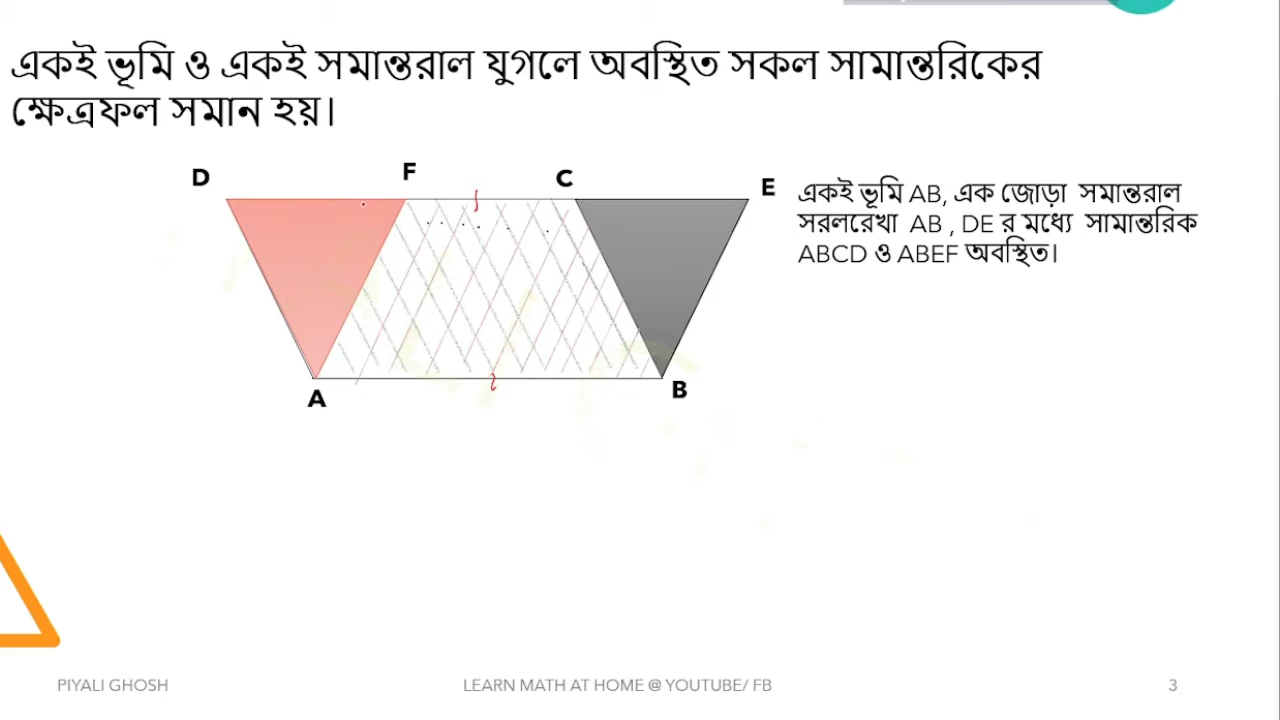 একই ভূমি ও একই সমান্তরাল যুগলে অবস্থিত সকল সামান্তরিকের
ক্ষেত্রফল সমান হয়।
D
F
C
E
একই ভূমি AB, এক জোড়া সমান্তরাল
সরলরেখা AB , DE র মধ্যে সামান্তরিক
ABCD ও ABEF অবস্থিত।
A
B
PIYALI GHOSH
LEARN MATH AT HOME @ YOUTUBE/ FB
3